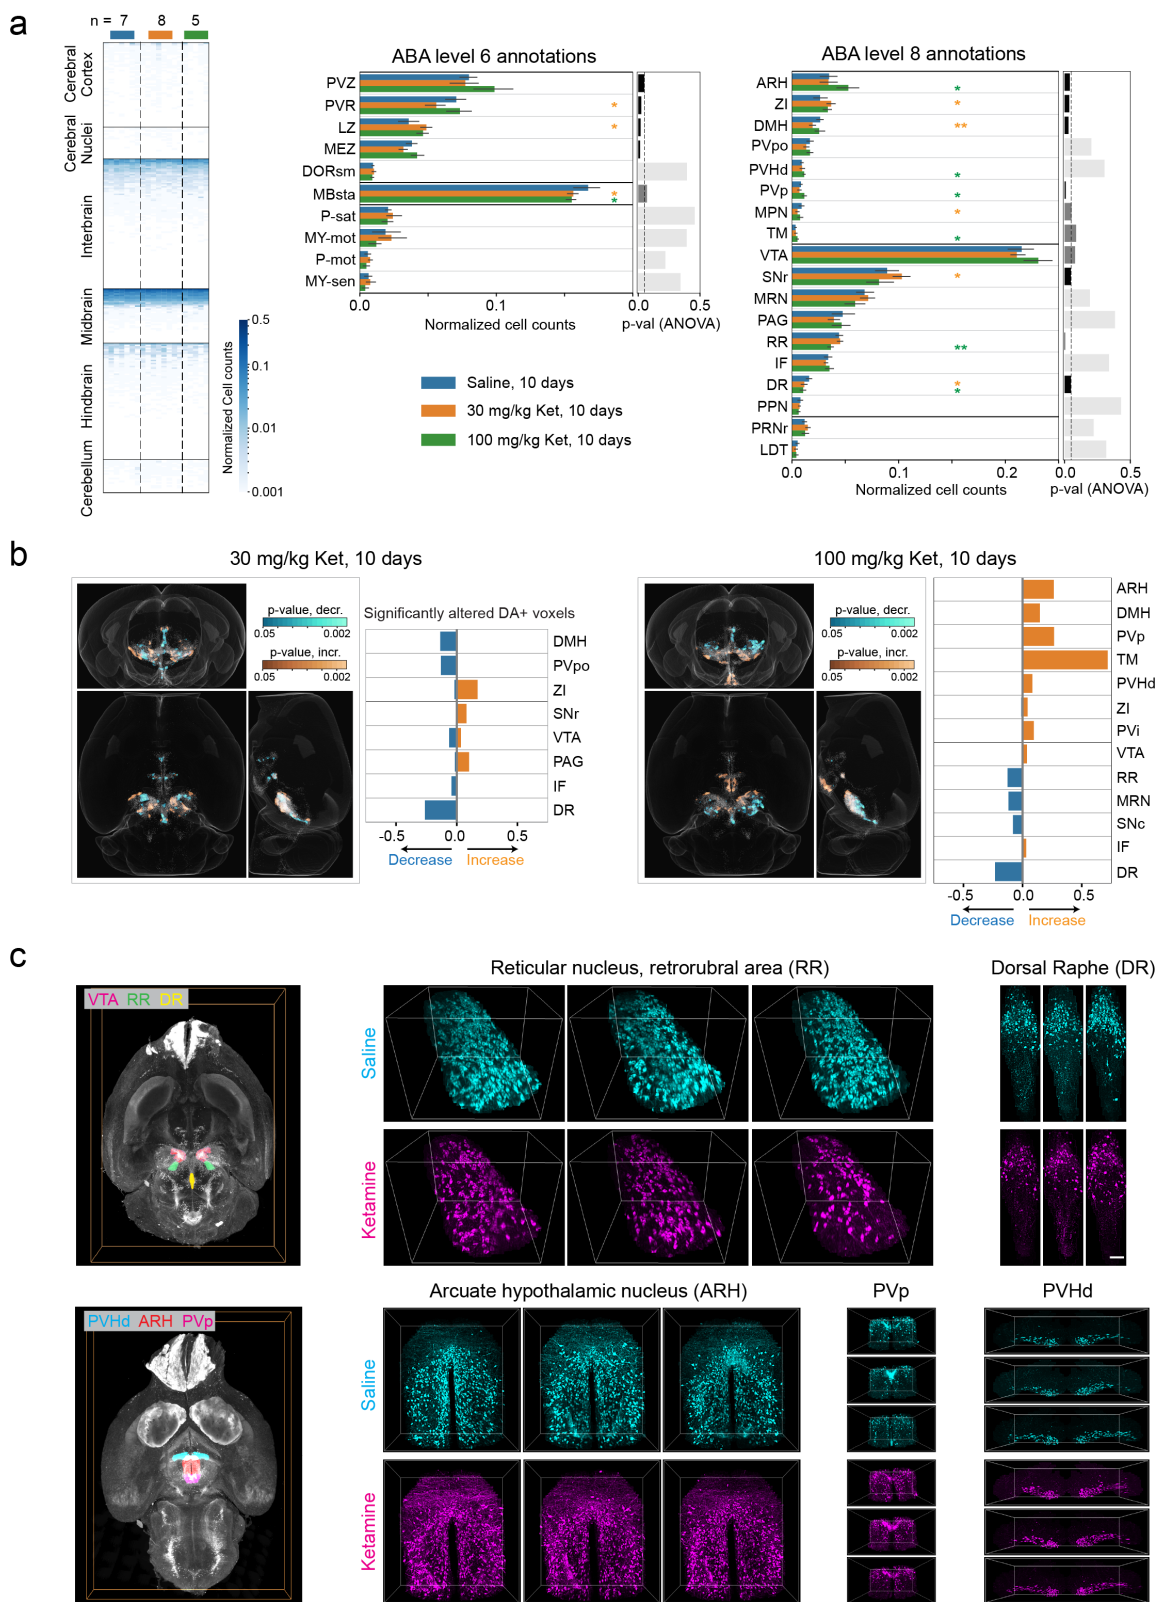 a
n = 7 8 5
Cerebral Cortex
Cerebral Nuclei
Interbrain
Midbrain
Hindbrain
Cerebellum
0.5
0.1
0.01
0.001
Normalized Cell counts
ABA level 6 annotations
PVZ
PVR *
LZ *
MEZ
DORsm
MBsta *
*
P-sat
MY-mot
P-mot
MY-sen
0.0 0.1 0.0 0.5
Normalized cell counts p-val (ANOVA)
Saline, 10 days
30 mg/kg Ket, 10 days
100 mg/kg Ket, 10 days
ABA level 8 annotations
ARH *
ZI *
DMH **
PVpo
PVHd *
PVp *
MPN *
TM *
VTA
SNr *
MRN
PAG
RR **
IF
DR *
*
PPN
PRNr
LDT
0.0 0.1 0.2 0.0 0.5
Normalized cell counts p-val (ANOVA)
b
30 mg/kg Ket, 10 days
p-value, decr.
0.05 0.002
p-value, incr.
0.05 0.002
Significantly altered DA+ voxels
DMH
PVpo
ZI
SNr
VTA
PAG
IF
DR
-0.5 0.0 0.5
Decrease Increase
100 mg/kg Ket, 10 days
p-value, decr.
0.05 0.002
p-value, incr.
0.05 0.002
ARH
DMH
PVp
TM
PVHd
ZI
PVi
VTA
RR
MRN
SNc
IF
DR
-0.5 0.0 0.5
Decrease Increase
c
VTA RR DR
Reticular nucleus, retrorubral area (RR)
Dorsal Raphe (DR)
Saline
Ketamine
PVHd ARH PVp
Arcuate hypothalamic nucleus (ARH)
PVp
PVHd
Saline
Ketamine